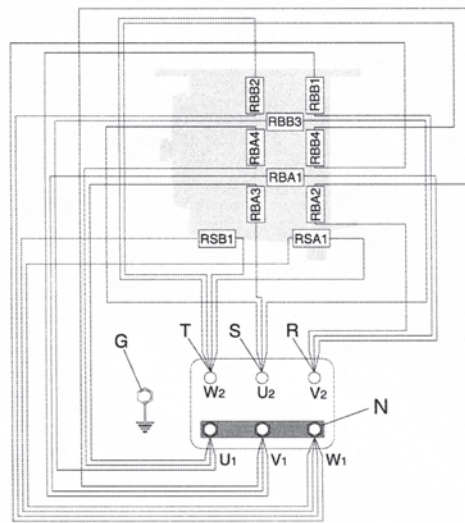 RBB2
RBB1
RBB3
RBA4
RBB4
RBA1
RBA3
RBA2
RSB1
RSA1
T S R
G
W2 U2 V2
N
U1 V1 W1